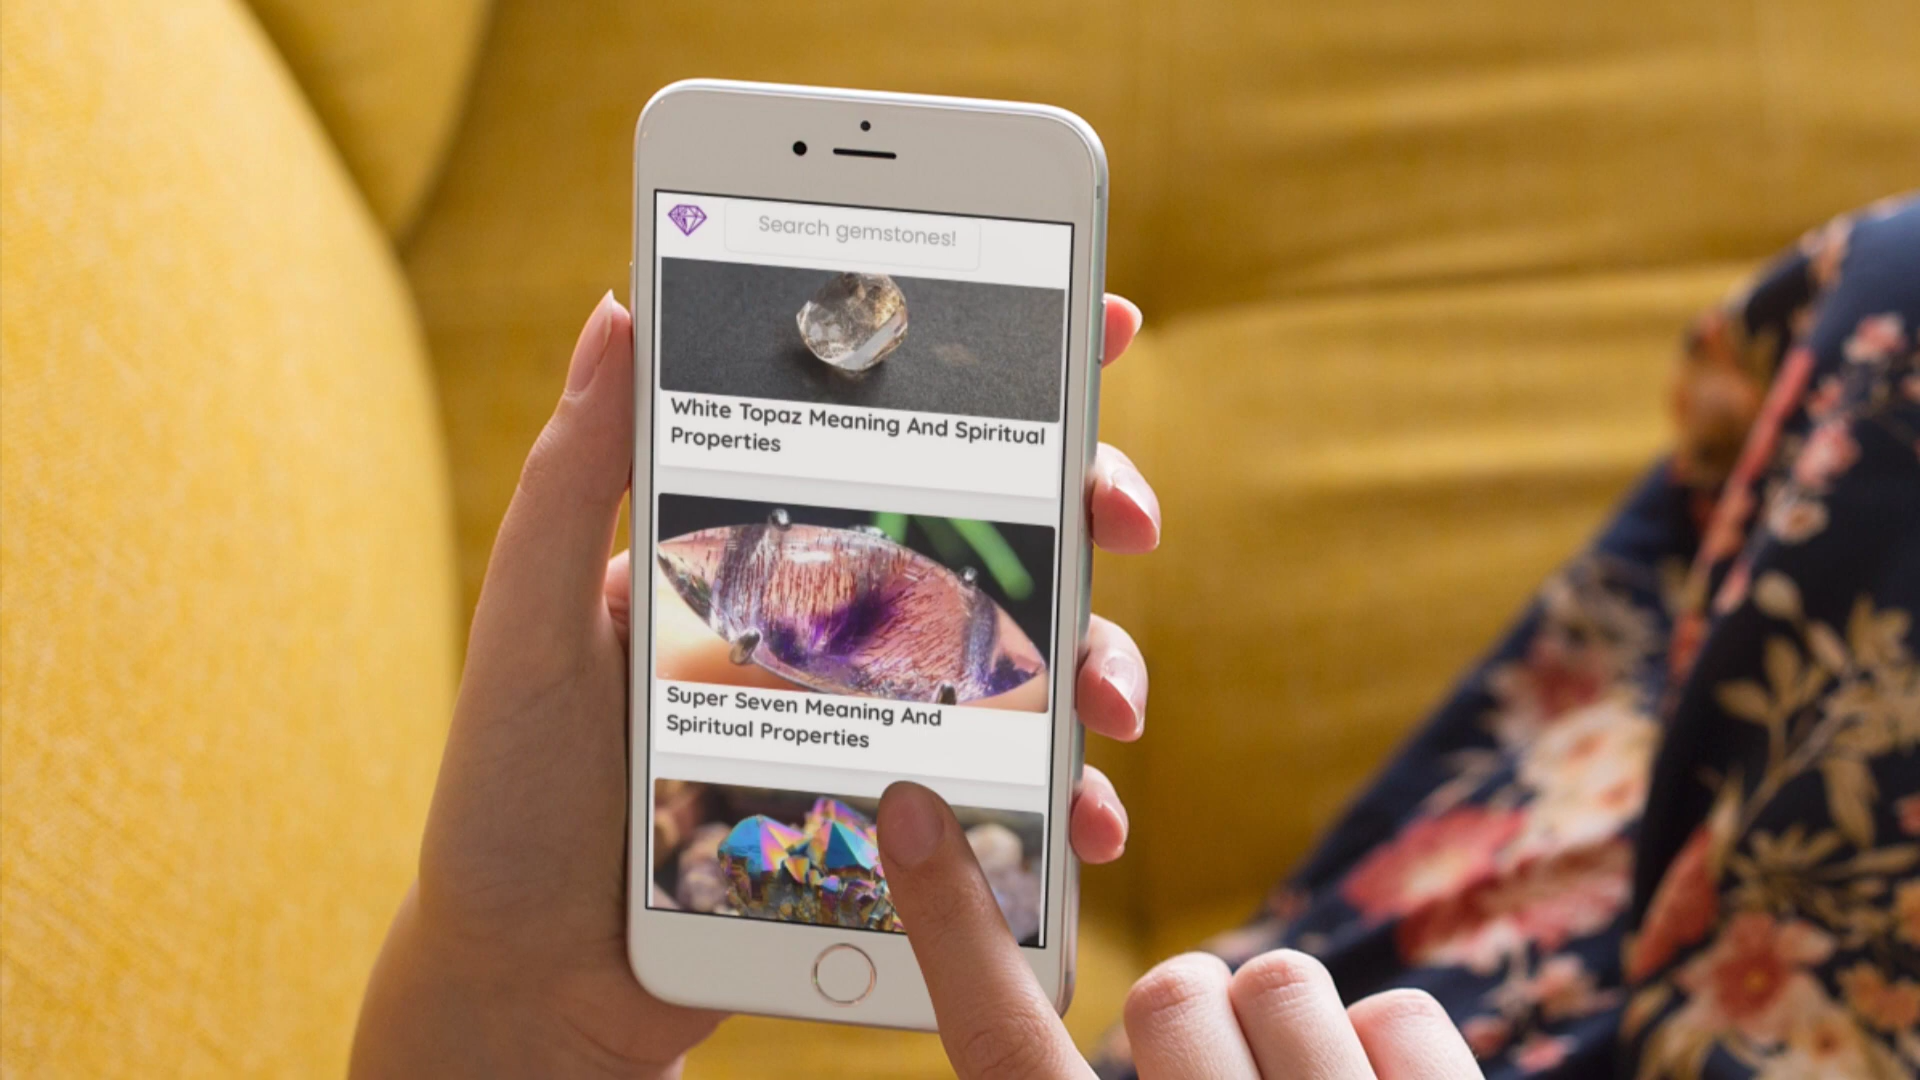 Search gemstones!
White Topaz Meaning And Spiritual
Properties
Super Seven Meaning And
Spiritual Properties